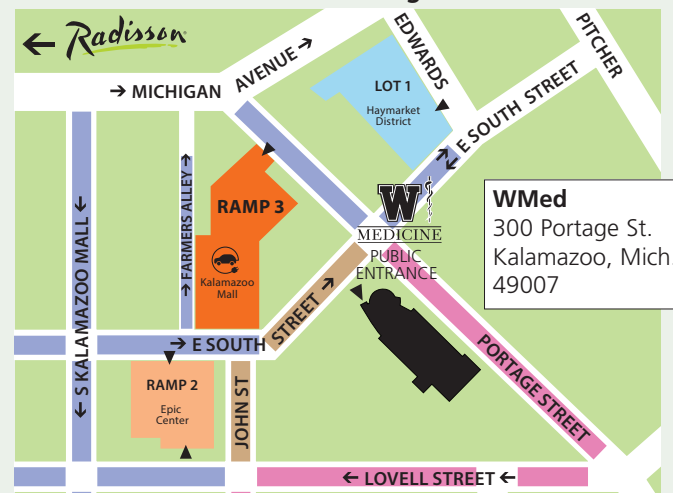 ← Radisson
→ MICHIGAN AVENUE →
EDWARDS
PITCHER
LOT 1
Haymarket
District
E SOUTH STREET
→ FARMERS ALLEY →
RAMP 3
Kalamazoo
Mall
← S KALAMAZOO MALL ←
W
MEDICINE
PUBLIC
ENTRANCE
WMed
300 Portage St.
Kalamazoo, Mich.
49007
→ E SOUTH STREET →
RAMP 2
Epic
Center
JOHN ST
PORTAGE STREET
← LOVELL STREET ←